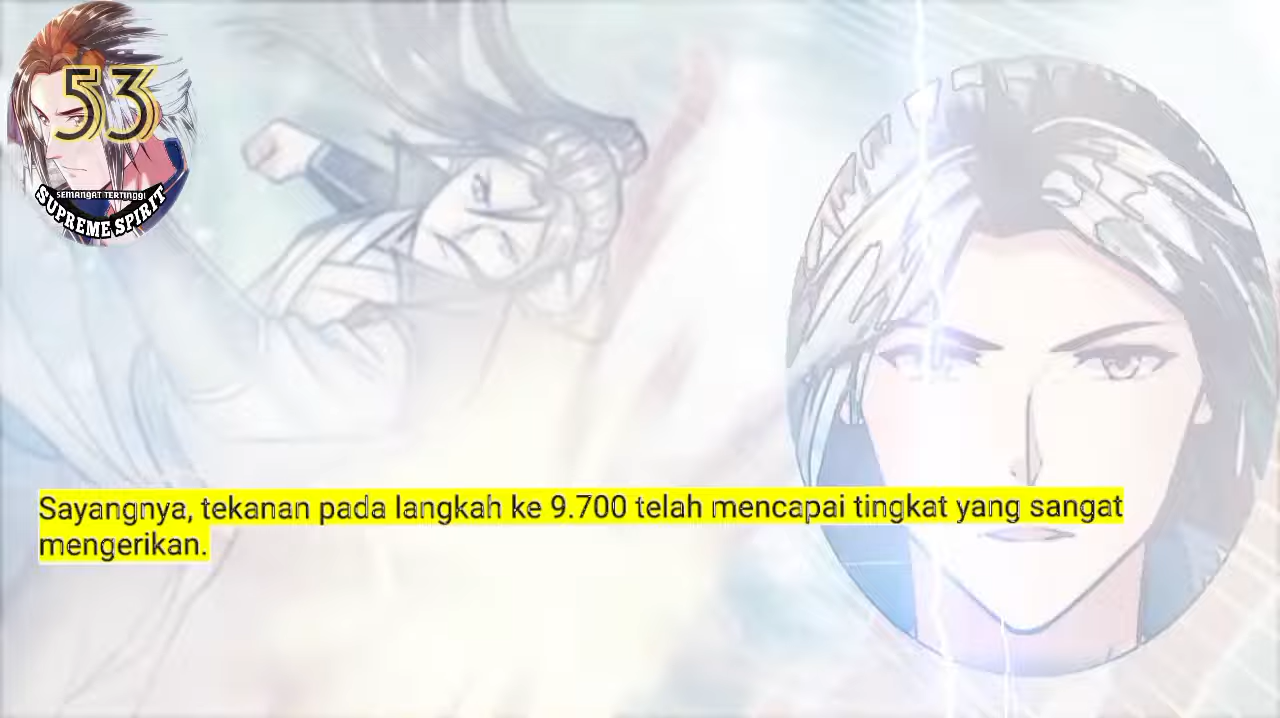 53
SEMANGAT TERTINGGI
SUPREME SPIRIT
Sayangnya, tekanan pada langkah ke 9.700 telah mencapai tingkat yang sangat
mengerikan.